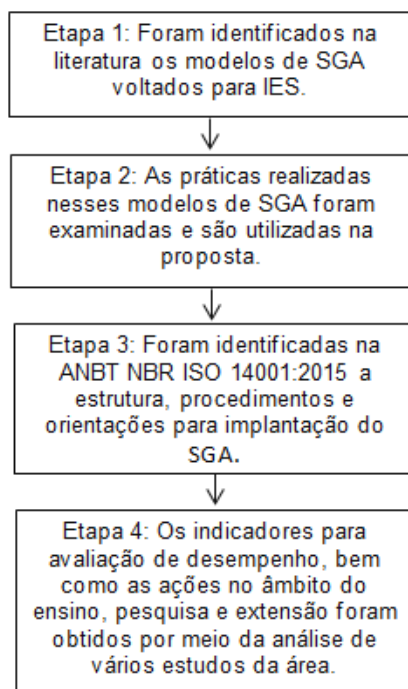 Etapa 1: Foram identificados na
literatura os modelos de SGA
voltados para IES.
Etapa 2: As práticas realizadas
nesses modelos de SGA foram
examinadas e são utilizadas na
proposta.
Etapa 3: Foram identificadas na
ANBT NBR ISO 14001:2015 a
estrutura, procedimentos e
orientações para implantação do
SGA.
Etapa 4: Os indicadores para
avaliação de desempenho, bem
como as ações no âmbito do
ensino, pesquisa e extensão foram
obtidos por meio da análise de
vários estudos da área.